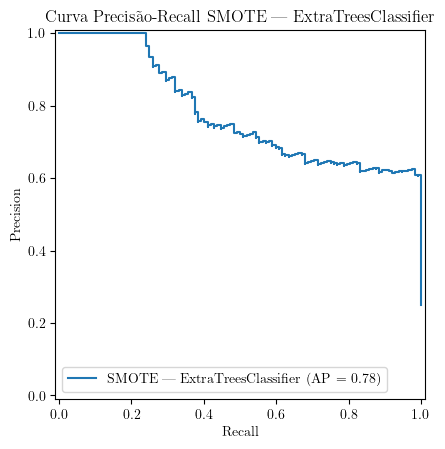 Curva Precisão-Recall SMOTE — ExtraTreesClassifier
1.0
0.8
0.6
0.4
0.2
0.0
Precision
SMOTE — ExtraTreesClassifier (AP = 0.78)
0.0 0.2 0.4 0.6 0.8 1.0
Recall